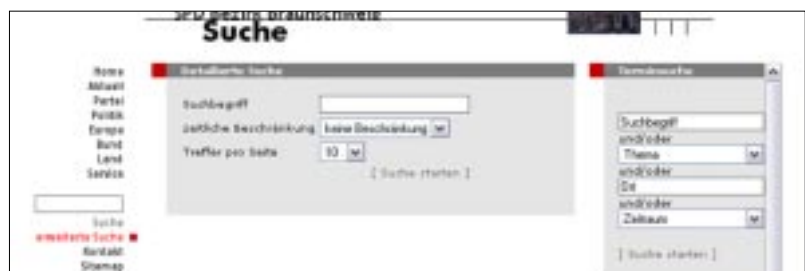 SPD Bezirk Braunschweig
Suche
Home
Aktuell
Partei
Politik
Europa
Bund
Land
Service
Suche
erweiterte Suche
Kontakt
Sitemap
Detaillierte Suche
Suchbegriff
zeitliche Beschränkung keine Beschränkung
Treffer pro Seite 10
[ Suche starten ]
Terminsuche
Suchbegriff
und/oder
Thema
und/oder
Ort
und/oder
Zeitraum
[ Suche starten ]